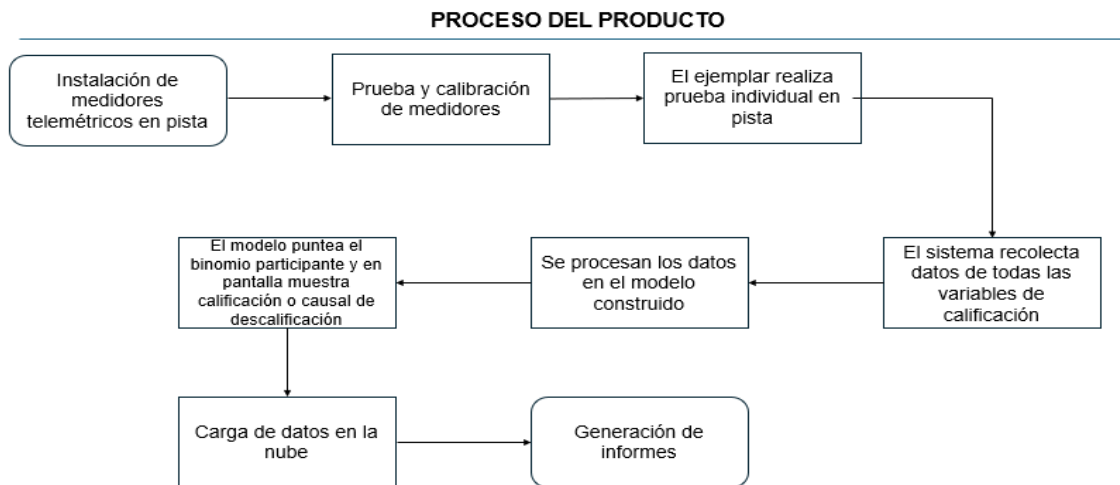 PROCESO DEL PRODUCTO
Instalación de
medidores
telemétricos en pista
Prueba y calibración
de medidores
El ejemplar realiza
prueba individual en
pista
El sistema recolecta
datos de todas las
variables de
calificación
Se procesan los datos
en el modelo
construido
El modelo puntea el
binomio participante y en
pantalla muestra
calificación o causal de
descalificación
Carga de datos en la
nube
Generación de
informes